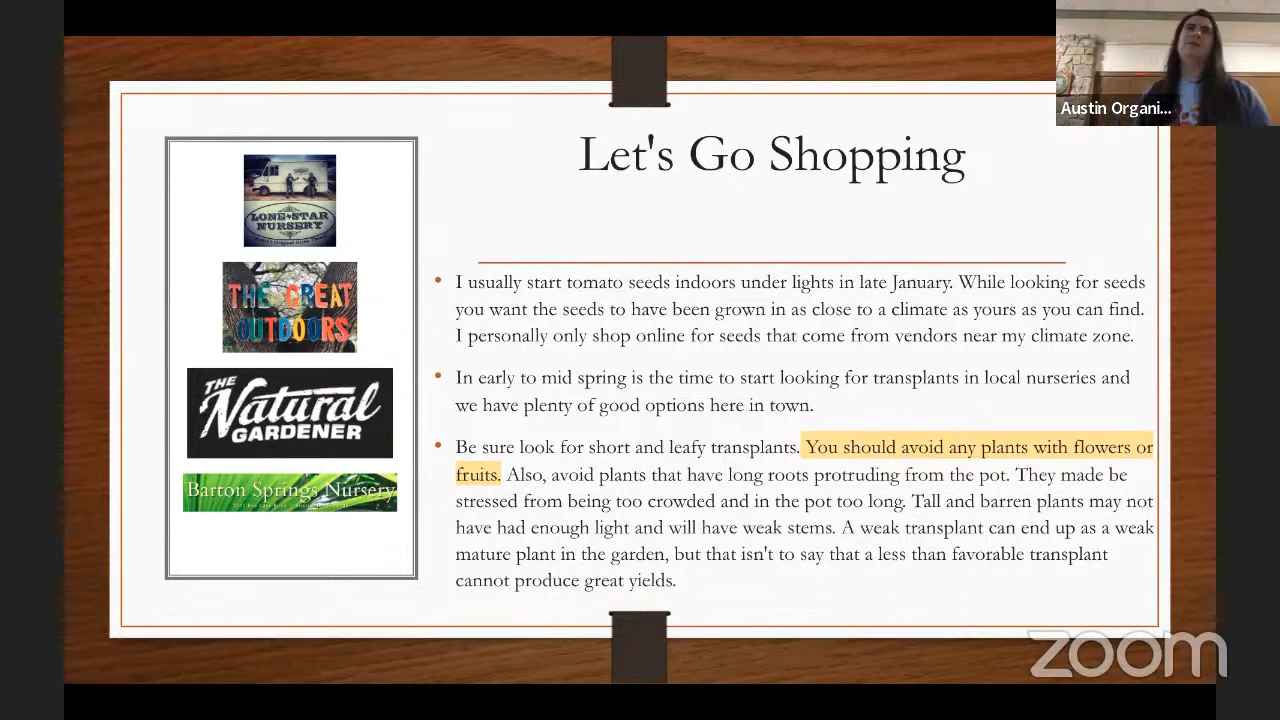 Austin Organi...
Let's Go Shopping
LONE STAR
NURSERY
THE GREAT
OUTDOORS
THE
Natural
GARDENER
Barton Springs Nursery
• I usually start tomato seeds indoors under lights in late January. While looking for seeds
you want the seeds to have been grown in as close to a climate as yours as you can find.
I personally only shop online for seeds that come from vendors near my climate zone.
• In early to mid spring is the time to start looking for transplants in local nurseries and
we have plenty of good options here in town.
• Be sure look for short and leafy transplants. You should avoid any plants with flowers or
fruits. Also, avoid plants that have long roots protruding from the pot. They made be
stressed from being too crowded and in the pot too long. Tall and barren plants may not
have had enough light and will have weak stems. A weak transplant can end up as a weak
mature plant in the garden, but that isn't to say that a less than favorable transplant
cannot produce great yields.
zoom